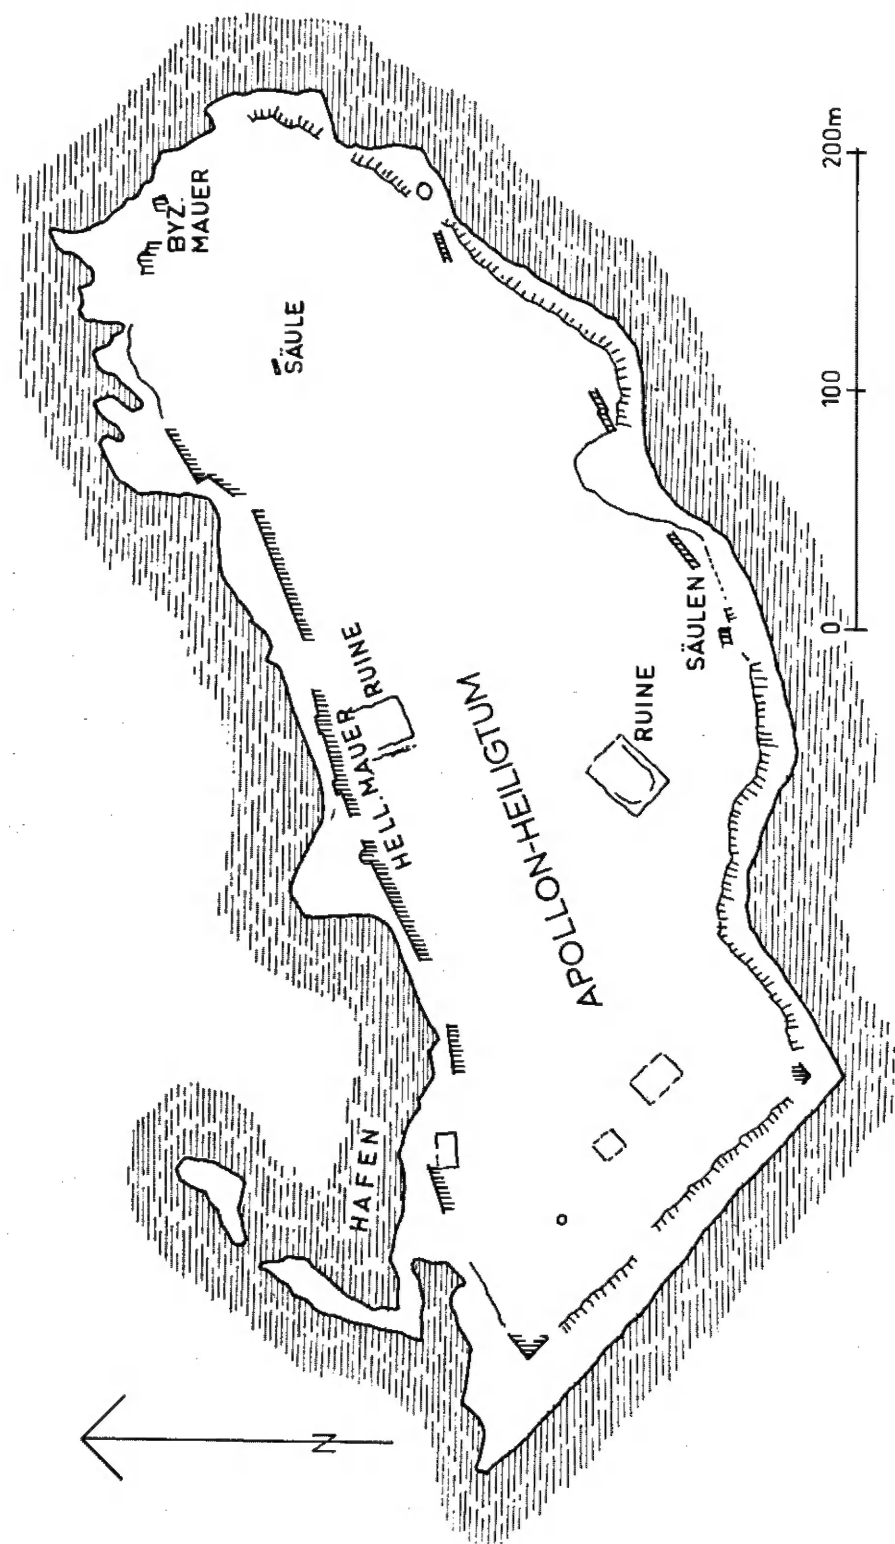 BYZ.
MAUER
SÄULE
N
HAFEN
HELL. MAUER
RUINE
APOLLON-HEILIGTUM
RUINE
SÄULEN
0 100 200m